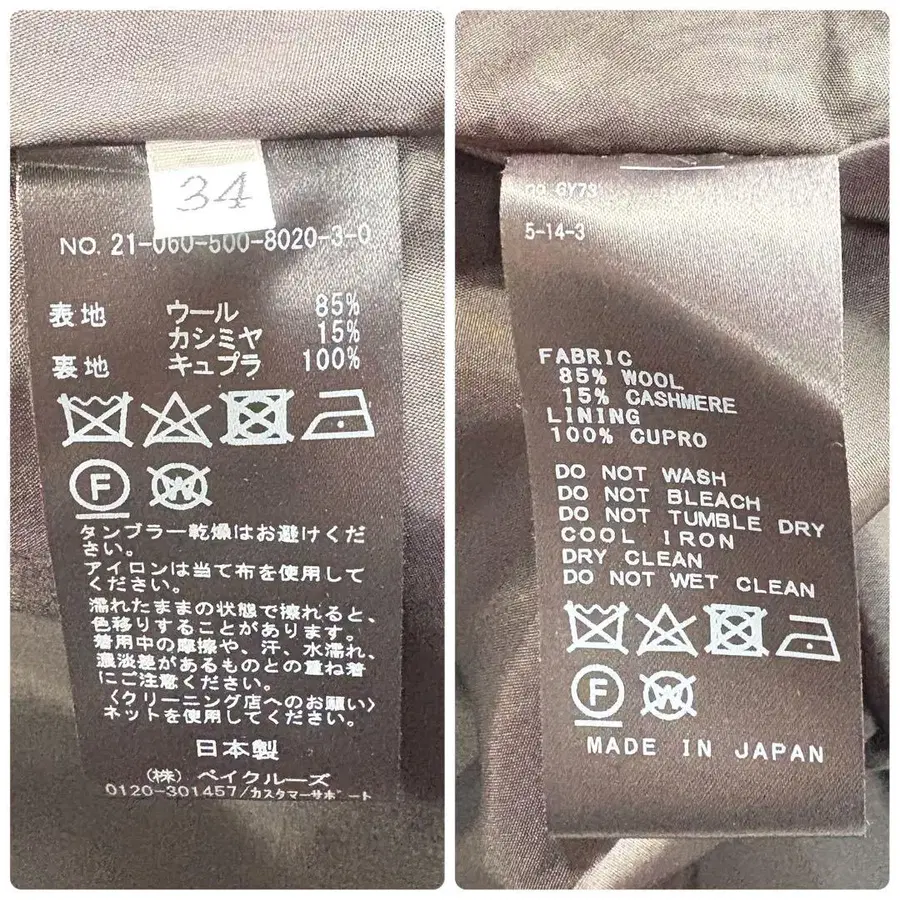 34
NO. 21-060-500-8020-3-0
表地 ウール 85%
カシミヤ 15%
裏地 キュプラ 100%
F
W
タンブラー乾燥はお避けくだ
さい。
アイロンは当て布を使用して
ください。
濡れたままの状態で擦れると、
色移りすることがあります。
着用中の摩擦や、汗、水濡れ、
濃淡差があるものとの重ね着
にご注意ください。
〈クリーニング店へのお願い〉
ネットを使用してください。
日本製
(株) ベイクルーズ
0120-301457/カスタマーサポート
5-14-3
FABRIC
85% WOOL
15% CASHMERE
LINING
100% CUPRO
DO NOT WASH
DO NOT BLEACH
DO NOT TUMBLE DRY
COOL IRON
DRY CLEAN
DO NOT WET CLEAN
F
W
MADE IN JAPAN